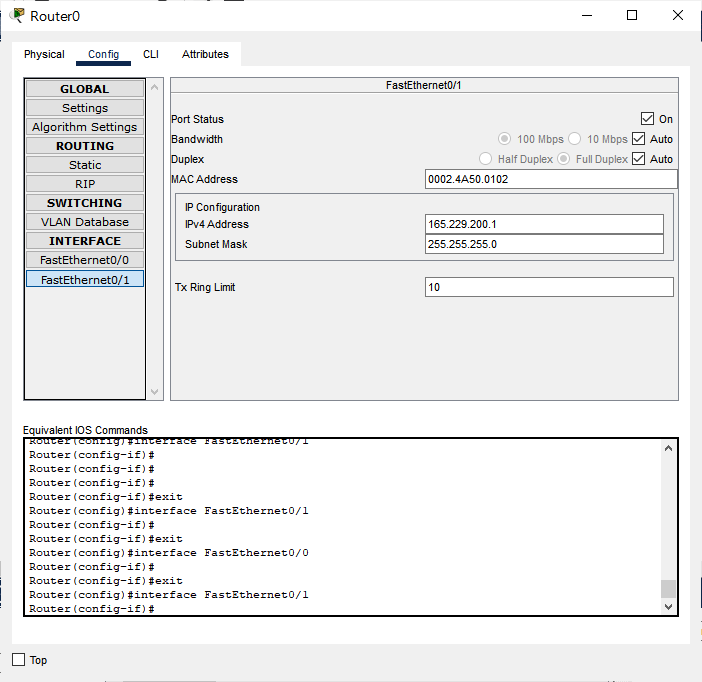 Router0
Physical Config CLI Attributes
GLOBAL
Settings
Algorithm Settings
ROUTING
Static
RIP
SWITCHING
VLAN Database
INTERFACE
FastEthernet0/0
FastEthernet0/1
FastEthernet0/1
Port Status On
Bandwidth 100 Mbps 10 Mbps Auto
Duplex Half Duplex Full Duplex Auto
MAC Address 0002.4A50.0102
IP Configuration
IPv4 Address 165.229.200.1
Subnet Mask 255.255.255.0
Tx Ring Limit 10
Equivalent IOS Commands
Router(config)#interface FastEthernet0/1
Router(config-if)#
Router(config-if)#
Router(config-if)#
Router(config-if)#exit
Router(config)#interface FastEthernet0/1
Router(config-if)#
Router(config-if)#exit
Router(config)#interface FastEthernet0/0
Router(config-if)#
Router(config-if)#exit
Router(config)#interface FastEthernet0/1
Router(config-if)#
Top